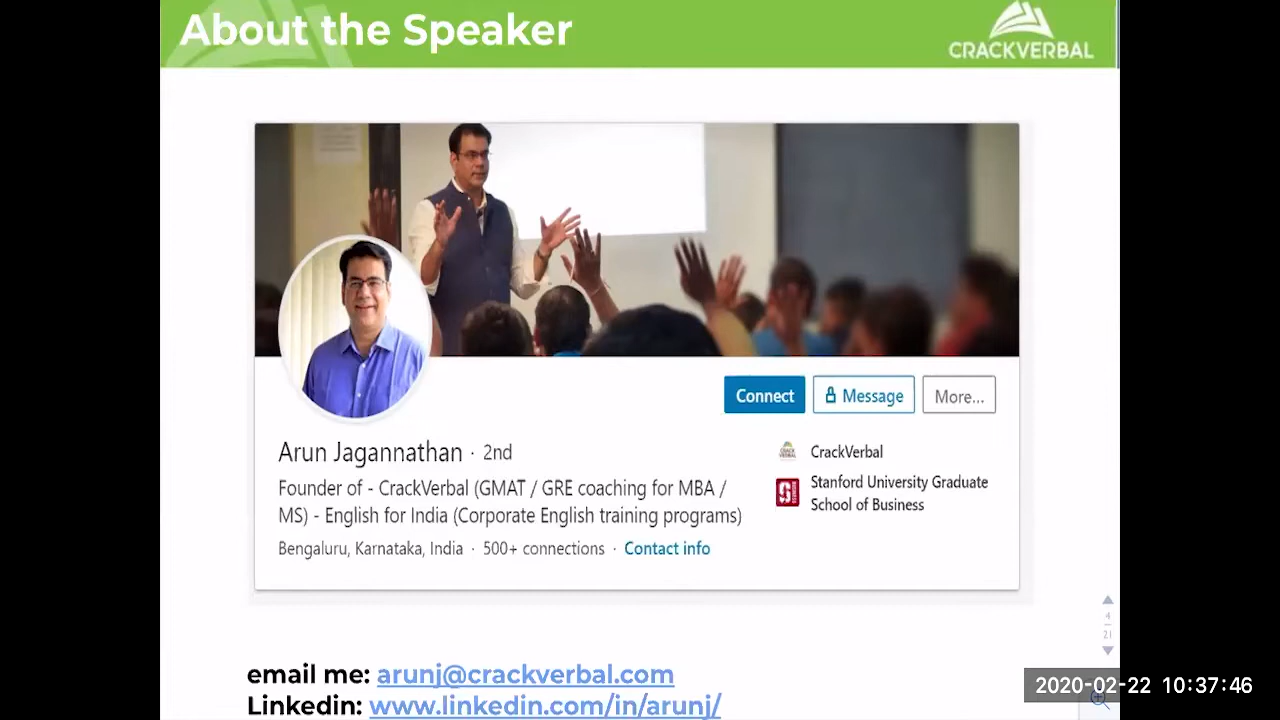 About the Speaker
CRACKVERBAL
Connect
Message
More...
Arun Jagannathan · 2nd
Founder of - CrackVerbal (GMAT / GRE coaching for MBA /
MS) - English for India (Corporate English training programs)
Bengaluru, Karnataka, India · 500+ connections · Contact info
CrackVerbal
Stanford University Graduate
School of Business
4
21
email me: arunj@crackverbal.com
Linkedin: www.linkedin.com/in/arunj/
2020-02-22 10:37:46